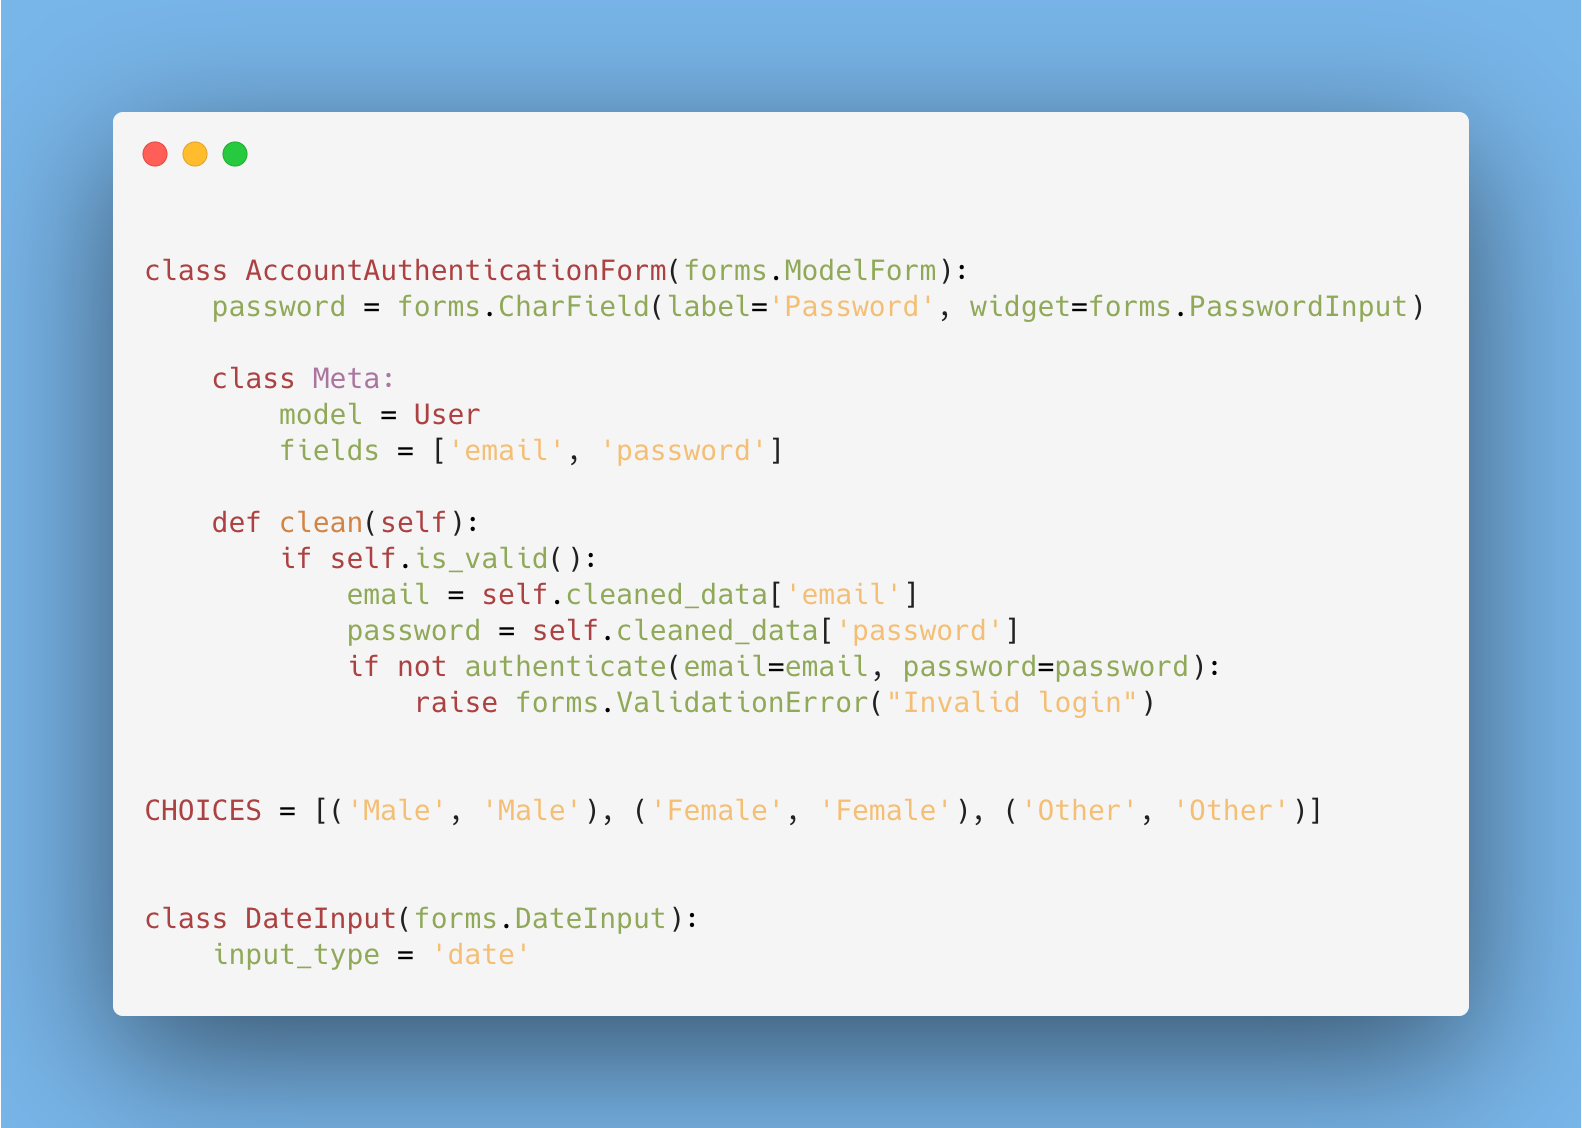 class AccountAuthenticationForm(forms.ModelForm):
    password = forms.CharField(label='Password', widget=forms.PasswordInput)
    class Meta:
        model = User
        fields = ['email', 'password']
    def clean(self):
        if self.is_valid():
            email = self.cleaned_data['email']
            password = self.cleaned_data['password']
            if not authenticate(email=email, password=password):
                raise forms.ValidationError("Invalid login")
CHOICES = [('Male', 'Male'), ('Female', 'Female'), ('Other', 'Other')]
class DateInput(forms.DateInput):
    input_type = 'date'